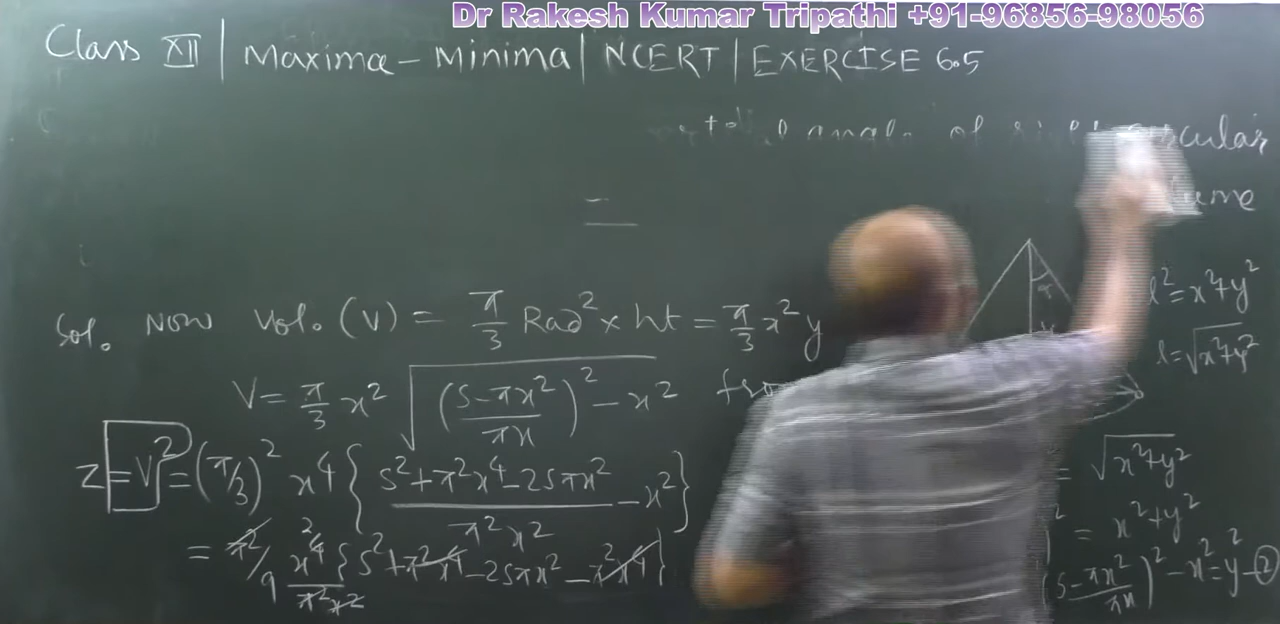 Dr Rakesh Kumar Tripathi +91-96856-98056
Class XII | Maxima - Minima | NCERT | EXERCISE 6.5
of
l² = x²+y²
l = √(x²+y²)
Sol. Now Vol. (V) = π/3 Rad² × ht = π/3 x² y
V = π/3 x² √(((S-πx²)/πx)² - x²)
Z = V² = (π/3)² x⁴ { (S²+π²x⁴-2Sπx²)/(π²x²) - x² }
= π²/9 x⁴/(π²x²) { S²+π²x⁴-2Sπx²-π²x⁴ }
= √(x²+y²)
= x²+y²
((S-πx²)/πx)² - x² = y² - ②